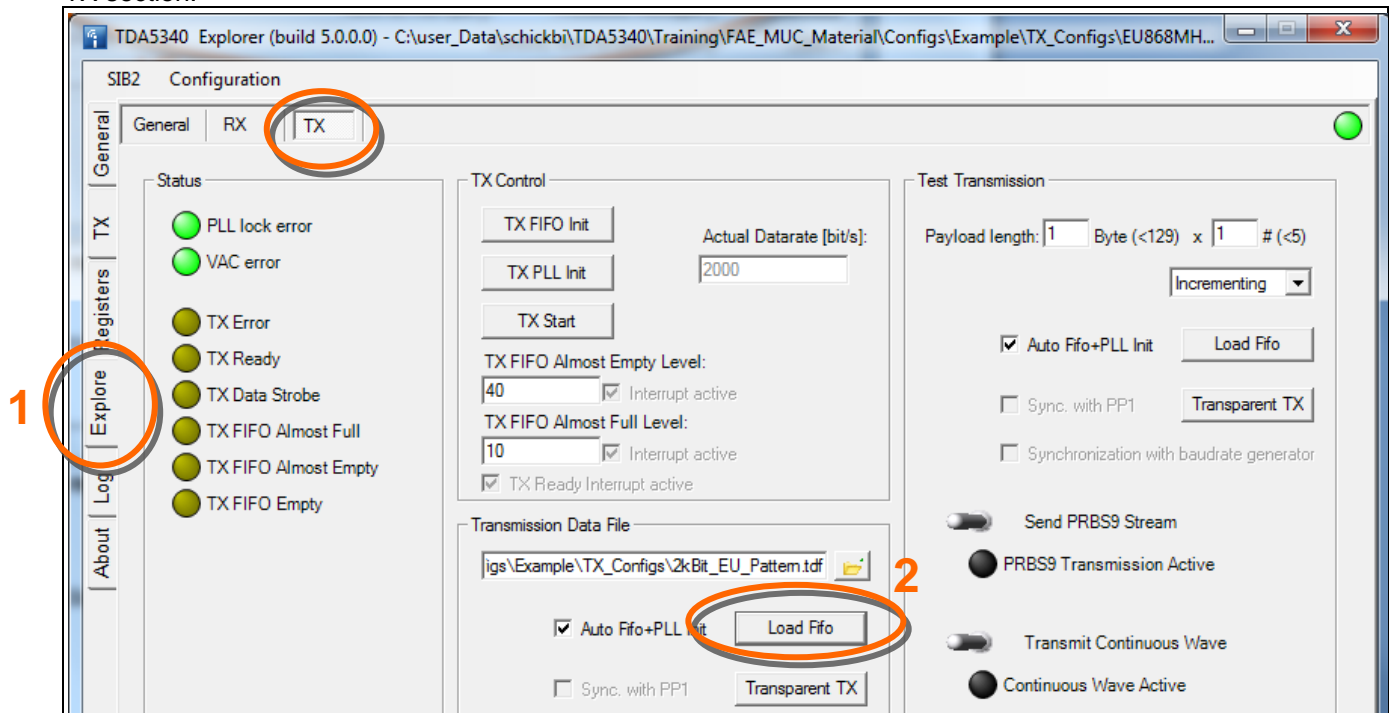 TX section.
TDA5340 Explorer (build 5.0.0.0) - C:\user_Data\schickbi\TDA5340\Training\FAE_MUC_Material\Configs\Example\TX_Configs\EU868MH...
SIB2 Configuration
General RX TX
General
TX
Registers
Explore
Log
About
1
Status
PLL lock error
VAC error
TX Error
TX Ready
TX Data Strobe
TX FIFO Almost Full
TX FIFO Almost Empty
TX FIFO Empty
TX Control
TX FIFO Init
Actual Datarate [bit/s]:
TX PLL Init 2000
TX Start
TX FIFO Almost Empty Level:
40 Interrupt active
TX FIFO Almost Full Level:
10 Interrupt active
TX Ready Interrupt active
Transmission Data File
igs\Example\TX_Configs\2kBit_EU_Pattern.tdf
2
Auto Fifo+PLL Init Load Fifo
Sync. with PP1 Transparent TX
Test Transmission
Payload length: 1 Byte (<129) x 1 # (<5)
Incrementing
Auto Fifo+PLL Init Load Fifo
Sync. with PP1 Transparent TX
Synchronization with baudrate generator
Send PRBS9 Stream
PRBS9 Transmission Active
Transmit Continuous Wave
Continuous Wave Active